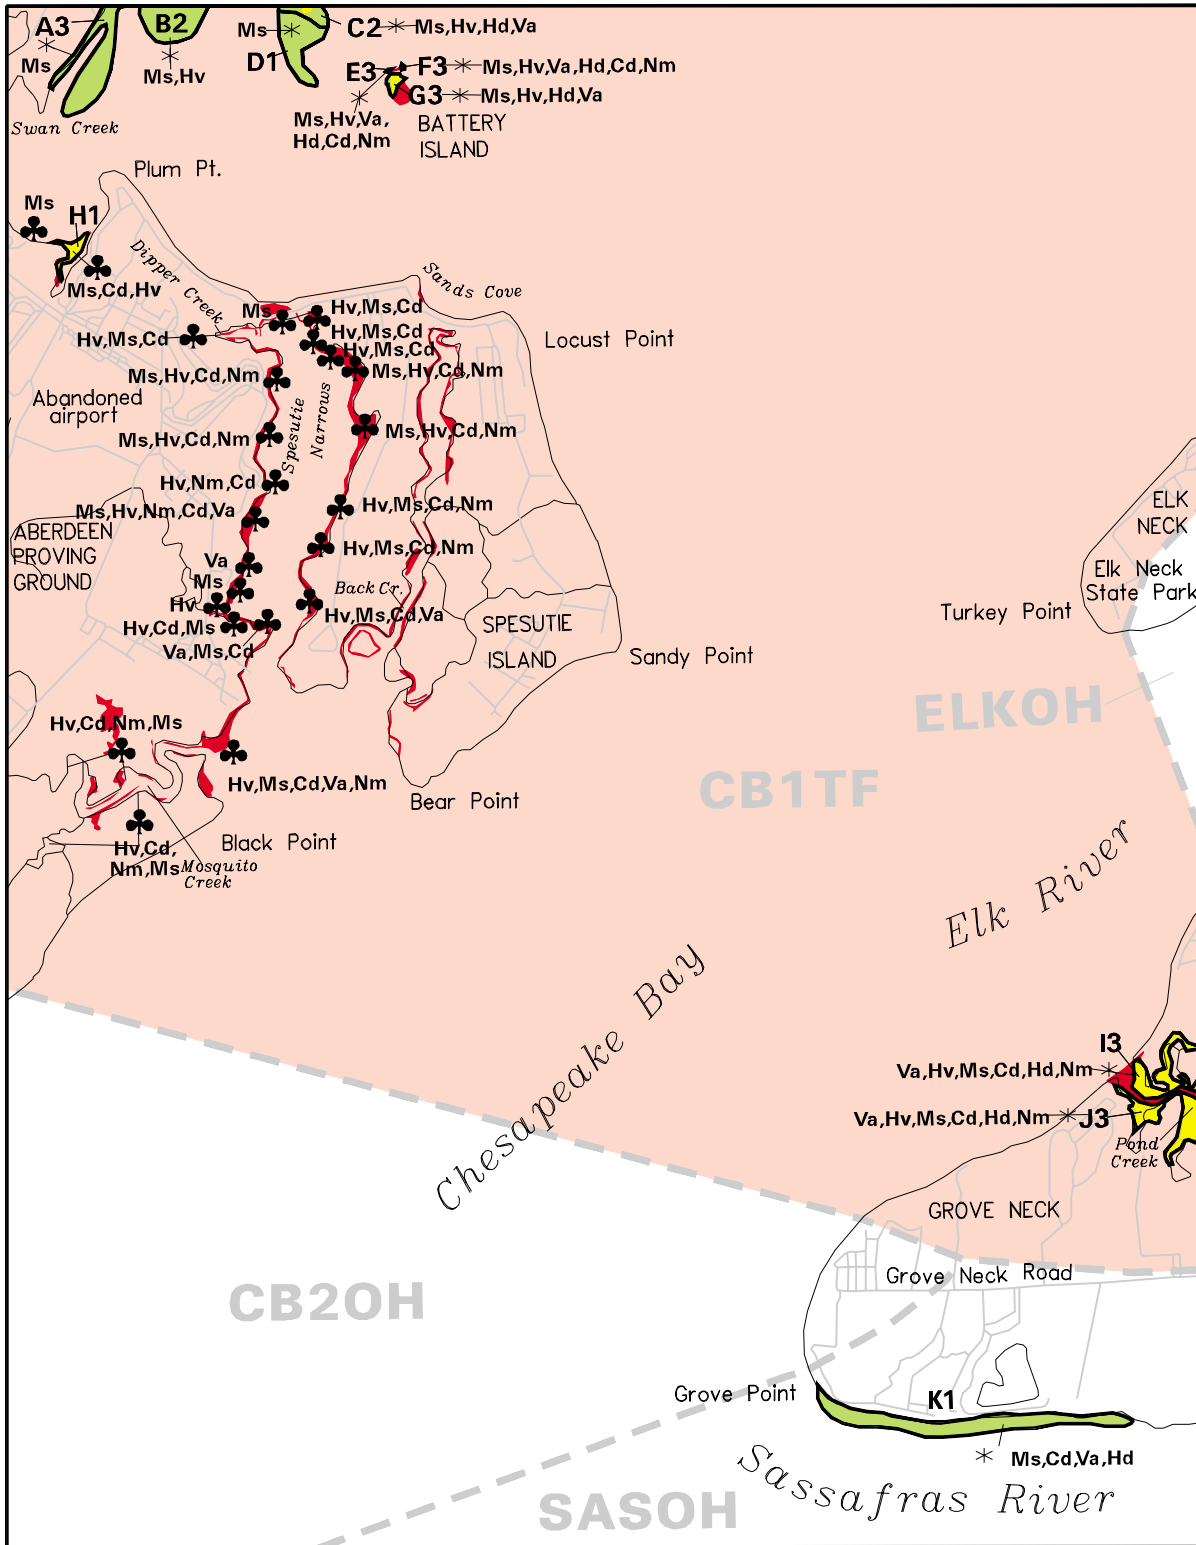 A3
B2
Ms
C2
Ms,Hv,Hd,Va
Ms
Ms,Hv
D1
E3
F3
Ms,Hv,Va,Hd,Cd,Nm
G3
Ms,Hv,Hd,Va
Ms,Hv,Va,
Hd,Cd,Nm
BATTERY
ISLAND
Swan Creek
Plum Pt.
Ms
H1
Ms,Cd,Hv
Dipper Creek
Sands Cove
Ms
Hv,Ms,Cd
Hv,Ms,Cd
Hv,Ms,Cd
Hv,Ms,Cd
Locust Point
Ms,Hv,Cd,Nm
Ms,Hv,Cd,Nm
Abandoned
airport
Spesutie
Narrows
Ms,Hv,Cd,Nm
Ms,Hv,Cd,Nm
Hv,Nm,Cd
Ms,Hv,Nm,Cd,Va
Hv,Ms,Cd,Nm
ABERDEEN
PROVING
GROUND
Hv,Ms,Cd,Nm
Va
Ms
Hv
Back Cr.
Hv,Cd,Ms
Hv,Ms,Cd,Va
Va,Ms,Cd
SPESUTIE
ISLAND
Sandy Point
ELK
NECK
Elk Neck
State Park
Turkey Point
ELKOH
Hv,Cd,Nm,Ms
CB1TF
Hv,Ms,Cd,Va,Nm
Bear Point
Black Point
Hv,Cd,
Nm,Ms
Mosquito
Creek
Elk River
Chesapeake Bay
I3
Va,Hv,Ms,Cd,Hd,Nm
Va,Hv,Ms,Cd,Hd,Nm
J3
Pond
Creek
GROVE NECK
Grove Neck Road
CB2OH
Grove Point
K1
Ms,Cd,Va,Hd
Sassafras River
SASOH